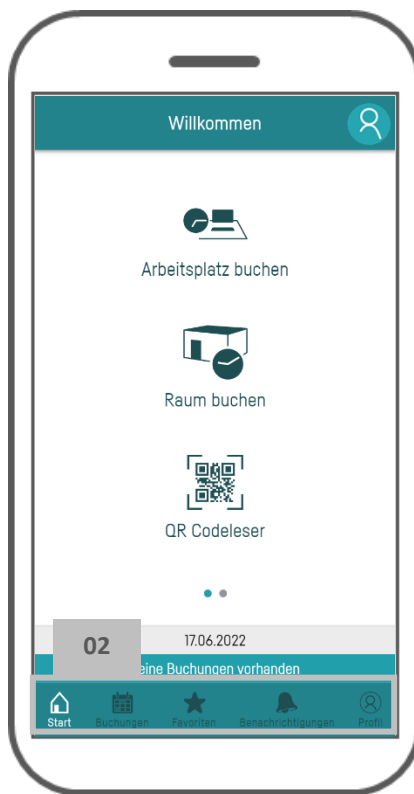 Willkommen
Arbeitsplatz buchen
Raum buchen
QR Codeleser
17.06.2022
02
eine Buchungen vorhanden
Start Buchungen Favoriten Benachrichtigungen Profil